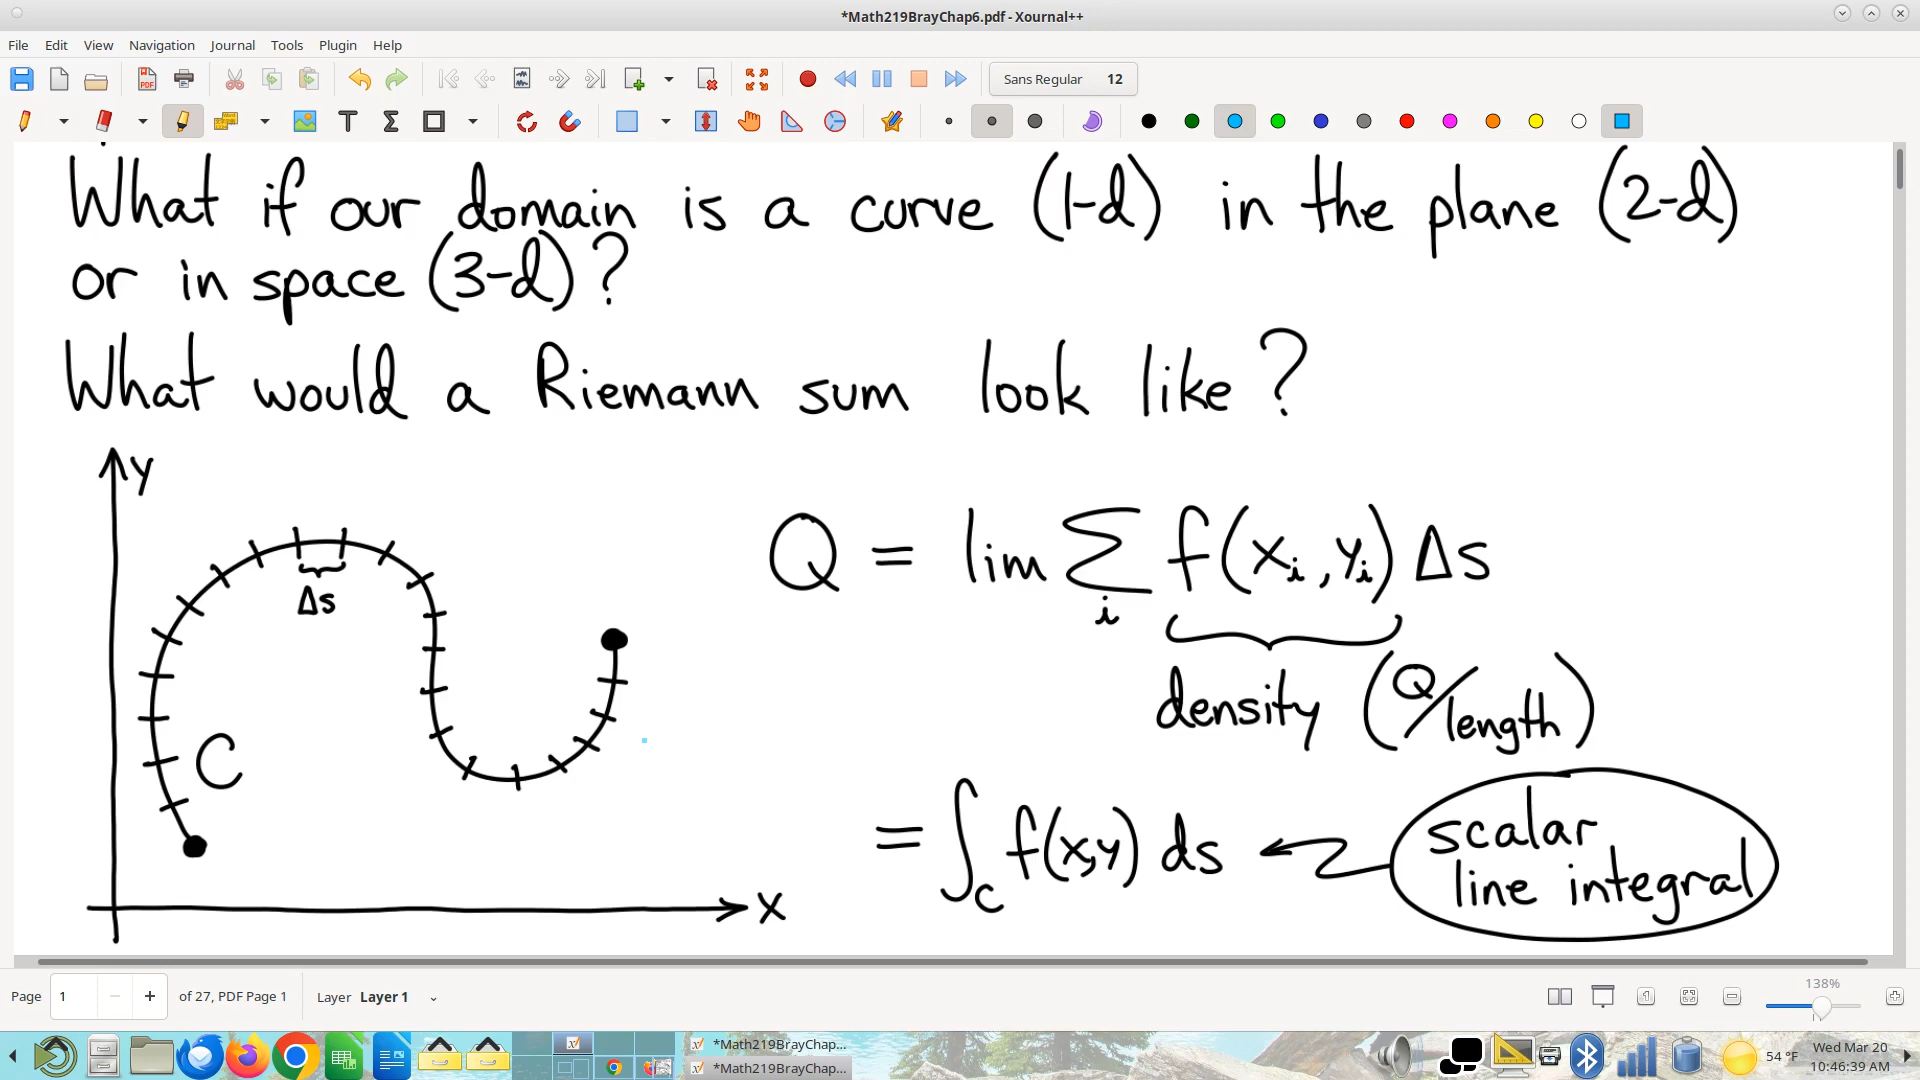 *Math219BrayChap6.pdf - Xournal++
File Edit View Navigation Journal Tools Plugin Help
Sans Regular 12
What if our domain is a curve (1-d) in the plane (2-d)
or in space (3-d)?
What would a Riemann sum look like?
y
Δs
C
x
Q = lim Σ f(x_i, y_i) Δs
i
density (Q/length)
= ∫_C f(x,y) ds
scalar
line integral
Page 1 of 27, PDF Page 1 Layer Layer 1
138%
*Math219BrayChap...
*Math219BrayChap...
54 °F
Wed Mar 20
10:46:39 AM